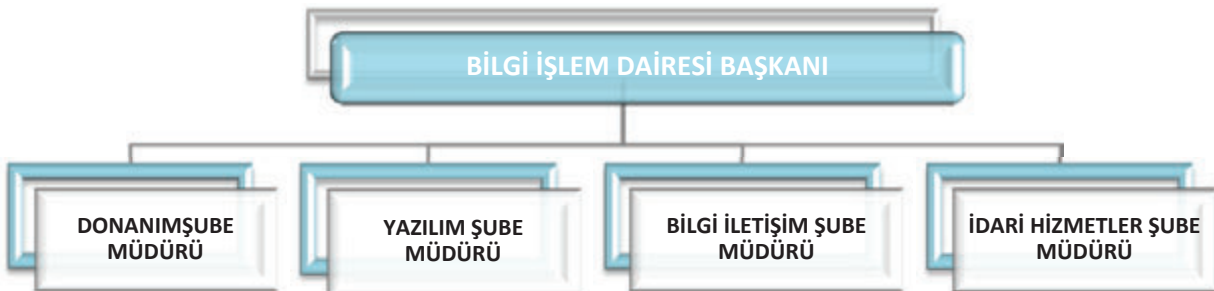 BİLGİ İŞLEM DAİRESİ BAŞKANI
DONANIMŞUBE
MÜDÜRÜ
YAZILIM ŞUBE
MÜDÜRÜ
BİLGİ İLETİŞİM ŞUBE
MÜDÜRÜ
İDARİ HİZMETLER ŞUBE
MÜDÜRÜ